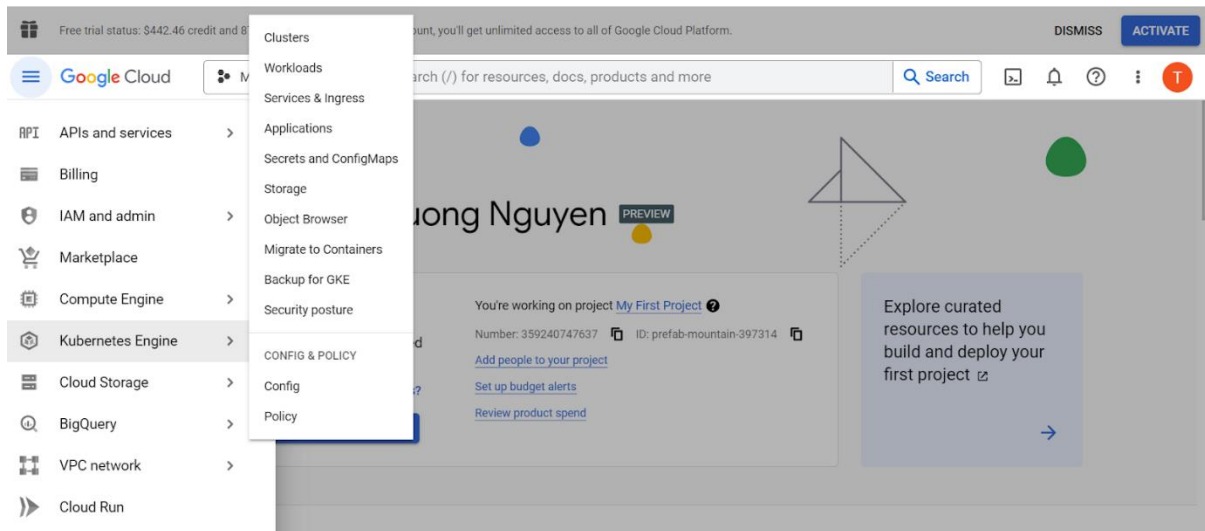 Free trial status: $442.46 credit and 8
ount, you'll get unlimited access to all of Google Cloud Platform.
DISMISS
ACTIVATE
Google Cloud
M
rch (/) for resources, docs, products and more
Search
T
API APIs and services
Billing
IAM and admin
Marketplace
Compute Engine
Kubernetes Engine
Cloud Storage
BigQuery
VPC network
Cloud Run
Clusters
Workloads
Services & Ingress
Applications
Secrets and ConfigMaps
Storage
Object Browser
Migrate to Containers
Backup for GKE
Security posture
CONFIG & POLICY
Config
Policy
uong Nguyen PREVIEW
You're working on project My First Project
Number: 359240747637 ID: prefab-mountain-397314
Add people to your project
Set up budget alerts
Review product spend
d
s?
Explore curated
resources to help you
build and deploy your
first project